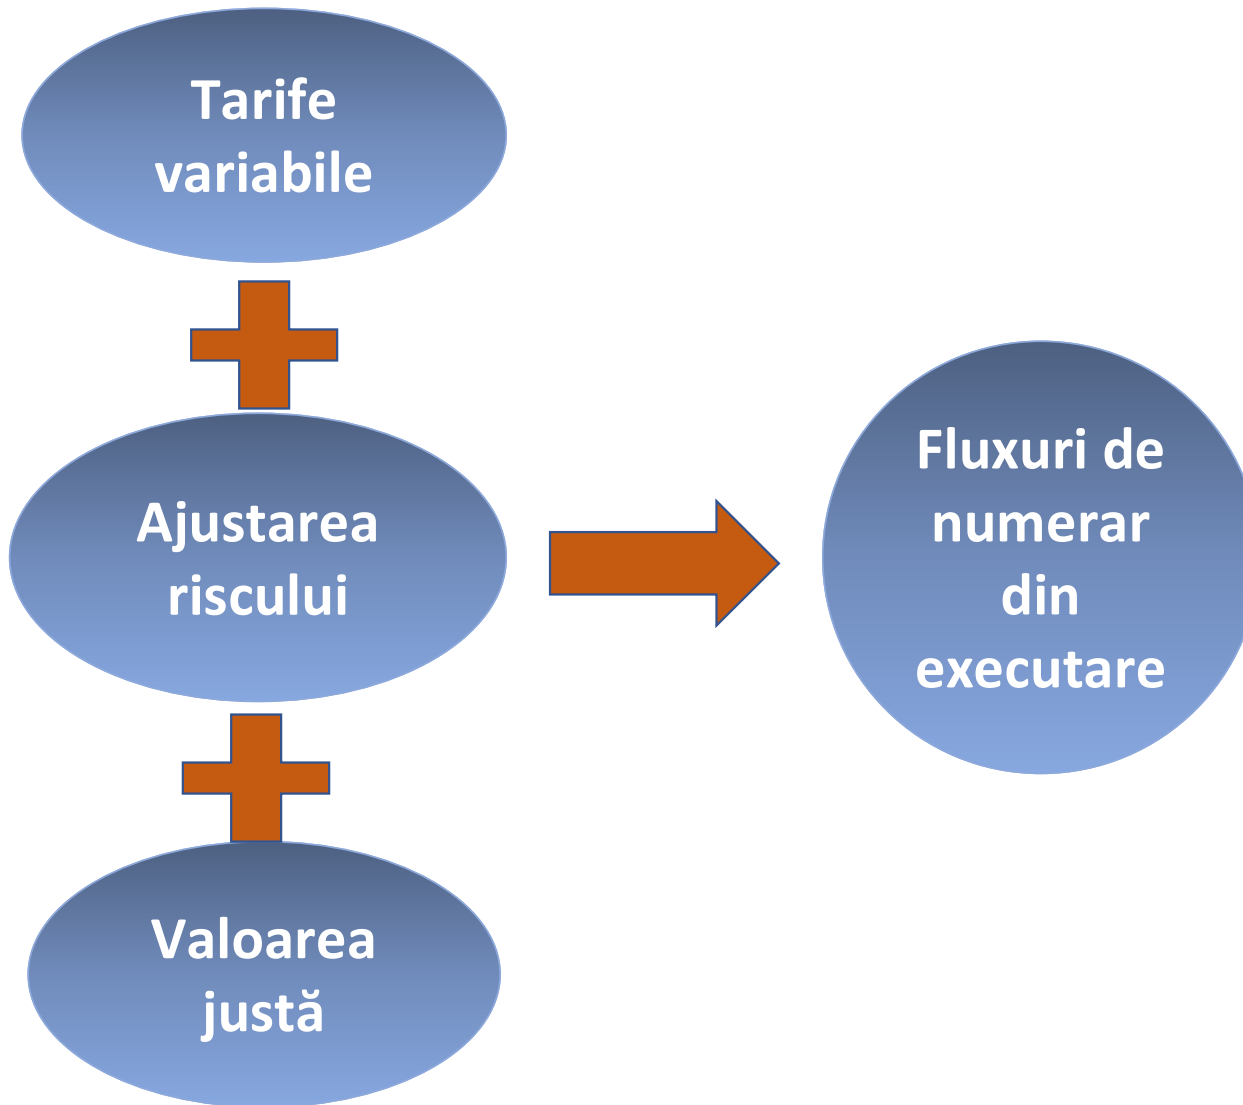 Tarife
variabile
Ajustarea
riscului
Fluxuri de
numerar
din
executare
Valoarea
justă